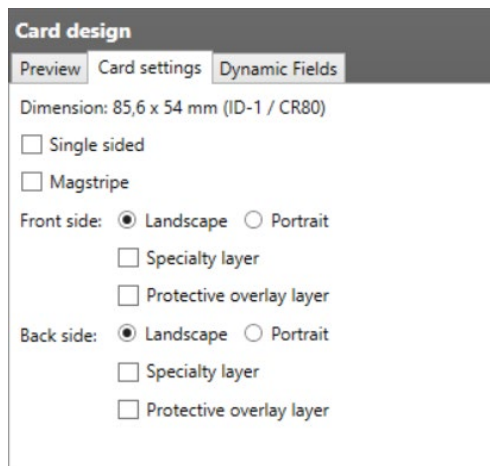 Card design
Preview Card settings Dynamic Fields
Dimension: 85,6 x 54 mm (ID-1 / CR80)
Single sided
Magstripe
Front side: Landscape Portrait
Specialty layer
Protective overlay layer
Back side: Landscape Portrait
Specialty layer
Protective overlay layer